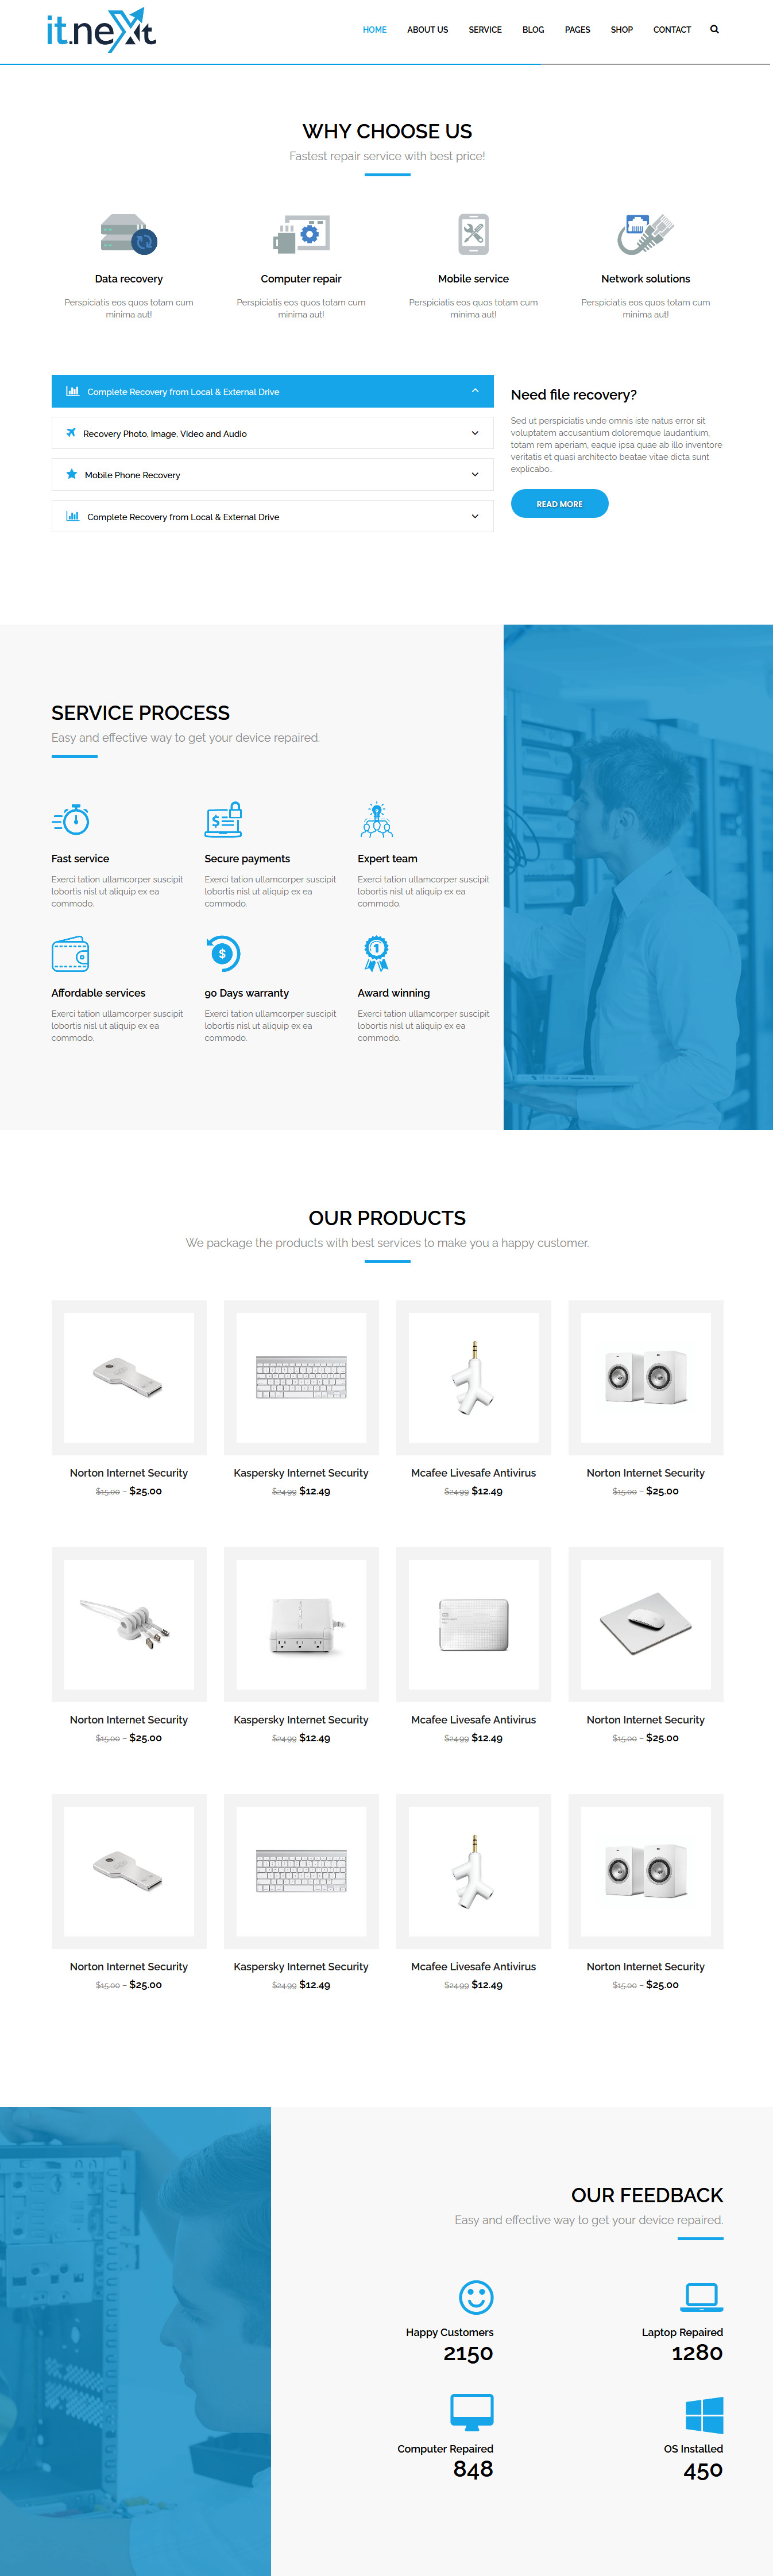 it.neXt
HOME ABOUT US SERVICE BLOG PAGES SHOP CONTACT
WHY CHOOSE US
Fastest repair service with best price!
Data recovery
Perspiciatis eos quos totam cum
minima aut!
Computer repair
Perspiciatis eos quos totam cum
minima aut!
Mobile service
Perspiciatis eos quos totam cum
minima aut!
Network solutions
Perspiciatis eos quos totam cum
minima aut!
Complete Recovery from Local & External Drive
Recovery Photo, Image, Video and Audio
Mobile Phone Recovery
Complete Recovery from Local & External Drive
Need file recovery?
Sed ut perspiciatis unde omnis iste natus error sit
voluptatem accusantium doloremque laudantium,
totam rem aperiam, eaque ipsa quae ab illo inventore
veritatis et quasi architecto beatae vitae dicta sunt
explicabo..
READ MORE
SERVICE PROCESS
Easy and effective way to get your device repaired.
Fast service
Exerci tation ullamcorper suscipit
lobortis nisl ut aliquip ex ea
commodo.
Secure payments
Exerci tation ullamcorper suscipit
lobortis nisl ut aliquip ex ea
commodo.
Expert team
Exerci tation ullamcorper suscipit
lobortis nisl ut aliquip ex ea
commodo.
Affordable services
Exerci tation ullamcorper suscipit
lobortis nisl ut aliquip ex ea
commodo.
90 Days warranty
Exerci tation ullamcorper suscipit
lobortis nisl ut aliquip ex ea
commodo.
Award winning
Exerci tation ullamcorper suscipit
lobortis nisl ut aliquip ex ea
commodo.
OUR PRODUCTS
We package the products with best services to make you a happy customer.
Norton Internet Security
$15.00 – $25.00
Kaspersky Internet Security
$24.99 $12.49
Mcafee Livesafe Antivirus
$24.99 $12.49
Norton Internet Security
$15.00 – $25.00
Norton Internet Security
$15.00 – $25.00
Kaspersky Internet Security
$24.99 $12.49
Mcafee Livesafe Antivirus
$24.99 $12.49
Norton Internet Security
$15.00 – $25.00
Norton Internet Security
$15.00 – $25.00
Kaspersky Internet Security
$24.99 $12.49
Mcafee Livesafe Antivirus
$24.99 $12.49
Norton Internet Security
$15.00 – $25.00
OUR FEEDBACK
Easy and effective way to get your device repaired.
Happy Customers
2150
Laptop Repaired
1280
Computer Repaired
848
OS Installed
450